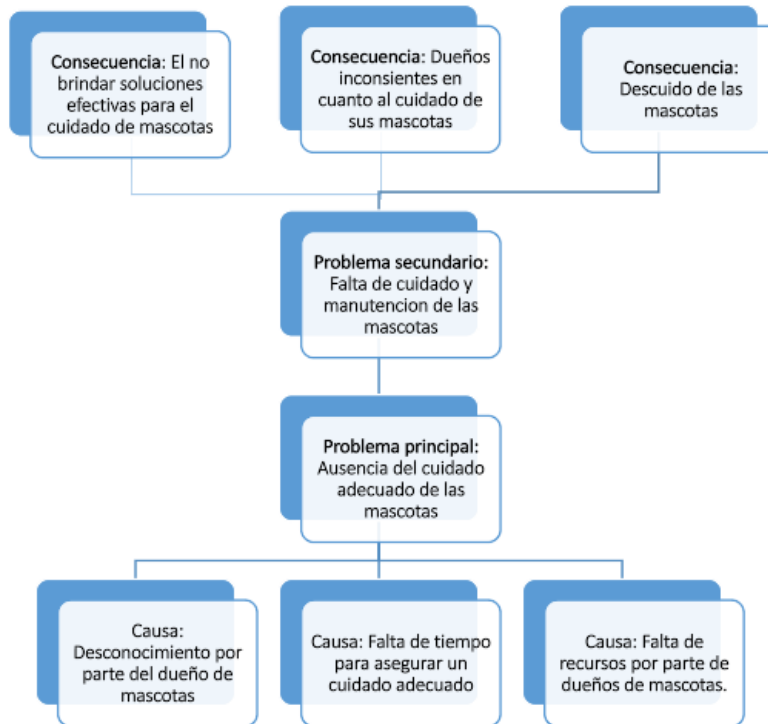 Consecuencia: El no
brindar soluciones
efectivas para el
cuidado de mascotas
Consecuencia: Dueños
inconsientes en
cuanto al cuidado de
sus mascotas
Consecuencia:
Descuido de las
mascotas
Problema secundario:
Falta de cuidado y
manutencion de las
mascotas
Problema principal:
Ausencia del cuidado
adecuado de las
mascotas
Causa:
Desconocimiento por
parte del dueño de
mascotas
Causa: Falta de tiempo
para asegurar un
cuidado adecuado
Causa: Falta de
recursos por parte de
dueños de mascotas.